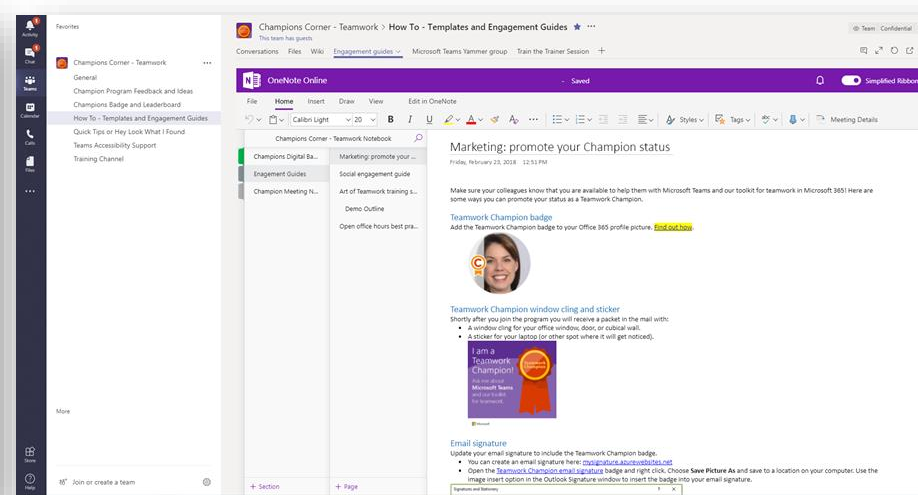 Activity
Chat
Teams
Calendar
Calls
Files
Store
Help
Favorites
Champions Corner - Teamwork
General
Champion Program Feedback and Ideas
Champions Badge and Leaderboard
How To - Templates and Engagement Guides
Quick Tips or Hey Look What I Found
Teams Accessibility Support
Training Channel
More
Join or create a team
Champions Corner - Teamwork > How To - Templates and Engagement Guides
This team has guests
Team Confidential
Conversations Files Wiki Engagement guides Microsoft Teams Yammer group Train the Trainer Session +
N OneNote Online - Saved Simplified Ribbon
File Home Insert Draw View Edit in OneNote
Calibri Light 20 B I U A Styles Tags abc Meeting Details
Champions Corner - Teamwork Notebook
Champions Digital Ba...
Enagement Guides
Champion Meeting N...
+ Section
Marketing: promote your ...
Social engagement guide
Art of Teamwork training s...
Demo Outline
Open office hours best pra...
+ Page
Marketing: promote your Champion status
Friday, February 23, 2018 12:51 PM
Make sure your colleagues know that you are available to help them with Microsoft Teams and our toolkit for teamwork in Microsoft 365! Here are
some ways you can promote your status as a Teamwork Champion.
Teamwork Champion badge
Add the Teamwork Champion badge to your Office 365 profile picture. Find out how.
C
Teamwork Champion window cling and sticker
Shortly after you join the program you will receive a packet in the mail with:
• A window cling for your office window, door, or cubical wall.
• A sticker for your laptop (or other spot where it will get noticed).
I am a
Teamwork
Champion!
Ask me about
Microsoft Teams
and our toolkit
for teamwork.
Teamwork
Champion
Microsoft
Email signature
Update your email signature to include the Teamwork Champion badge.
• You can create an email signature here: mysignature.azurewebsites.net
• Open the Teamwork Champion email signature badge and right click. Choose Save Picture As and save to a location on your computer. Use the
image insert option in the Outlook Signature window to insert the badge into your email signature.
Signatures and Stationery ? X